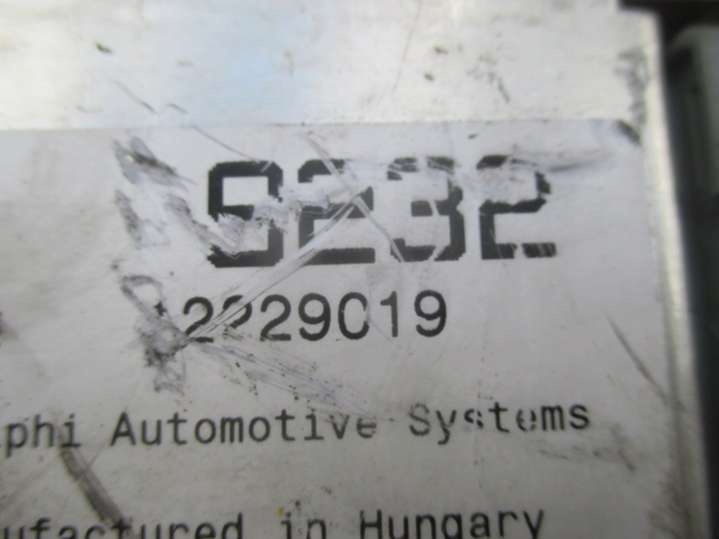 9232
12229019
phi Automotive Systems
ufactured in Hungary